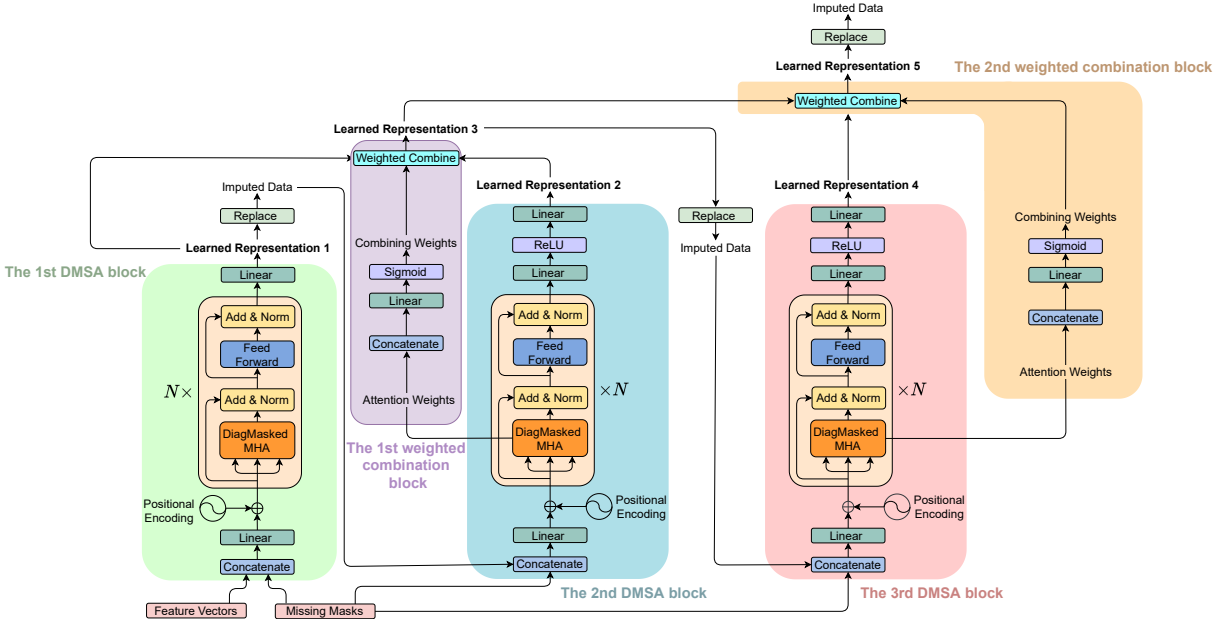 Imputed Data
Replace
Learned Representation 5
The 2nd weighted combination block
Weighted Combine
Learned Representation 3
Weighted Combine
Imputed Data
Replace
Learned Representation 1
The 1st DMSA block
Linear
Add & Norm
Feed
Forward
N×
Add & Norm
DiagMasked
MHA
Positional
Encoding
Linear
Concatenate
Feature Vectors
Missing Masks
Combining Weights
Sigmoid
Linear
Concatenate
Attention Weights
The 1st weighted
combination
block
Learned Representation 2
Linear
ReLU
Linear
Add & Norm
Feed
Forward
×N
Add & Norm
DiagMasked
MHA
Positional
Encoding
Linear
Concatenate
The 2nd DMSA block
Replace
Imputed Data
Learned Representation 4
Linear
ReLU
Linear
Add & Norm
Feed
Forward
×N
Add & Norm
DiagMasked
MHA
Positional
Encoding
Linear
Concatenate
The 3rd DMSA block
Combining Weights
Sigmoid
Linear
Concatenate
Attention Weights